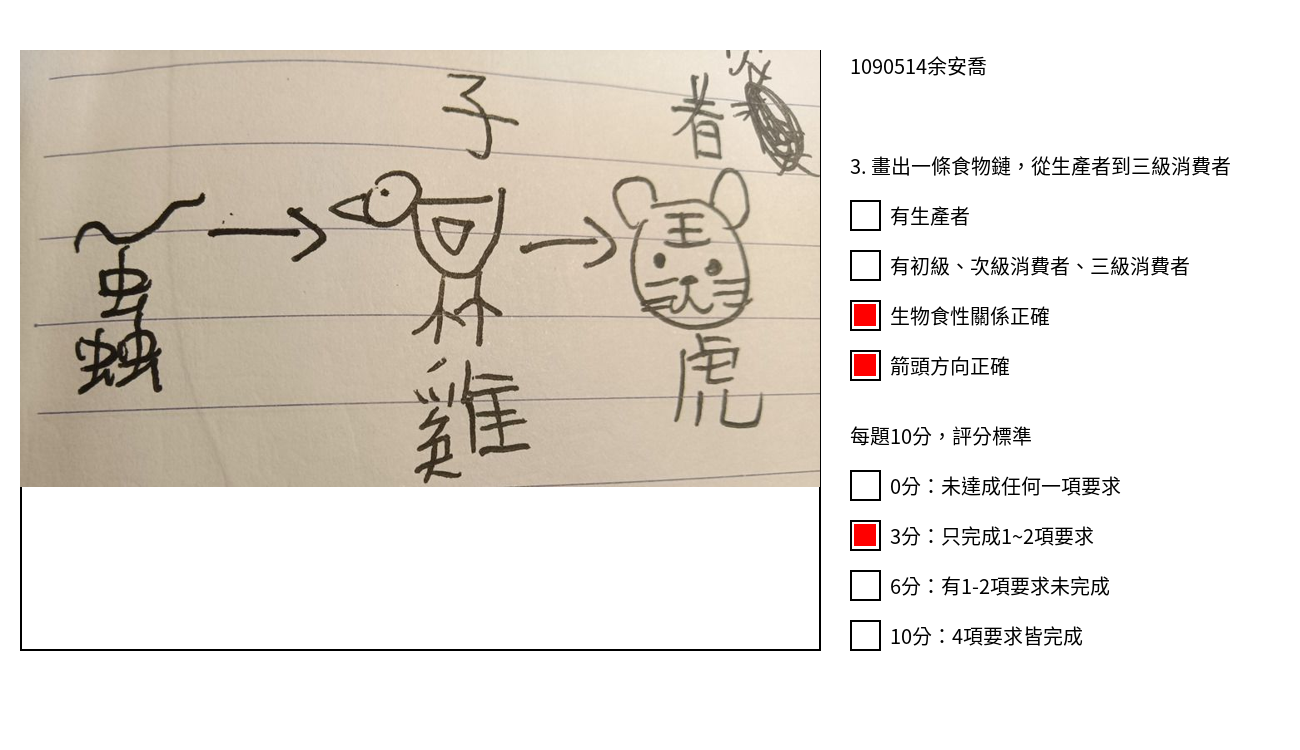 1090514余安喬
子
者
王
虫
蟲
雞
虎
3. 畫出一條食物鏈，從生產者到三級消費者
有生產者
有初級、次級消費者、三級消費者
生物食性關係正確
箭頭方向正確
每題10分，評分標準
0分：未達成任何一項要求
3分：只完成1~2項要求
6分：有1-2項要求未完成
10分：4項要求皆完成